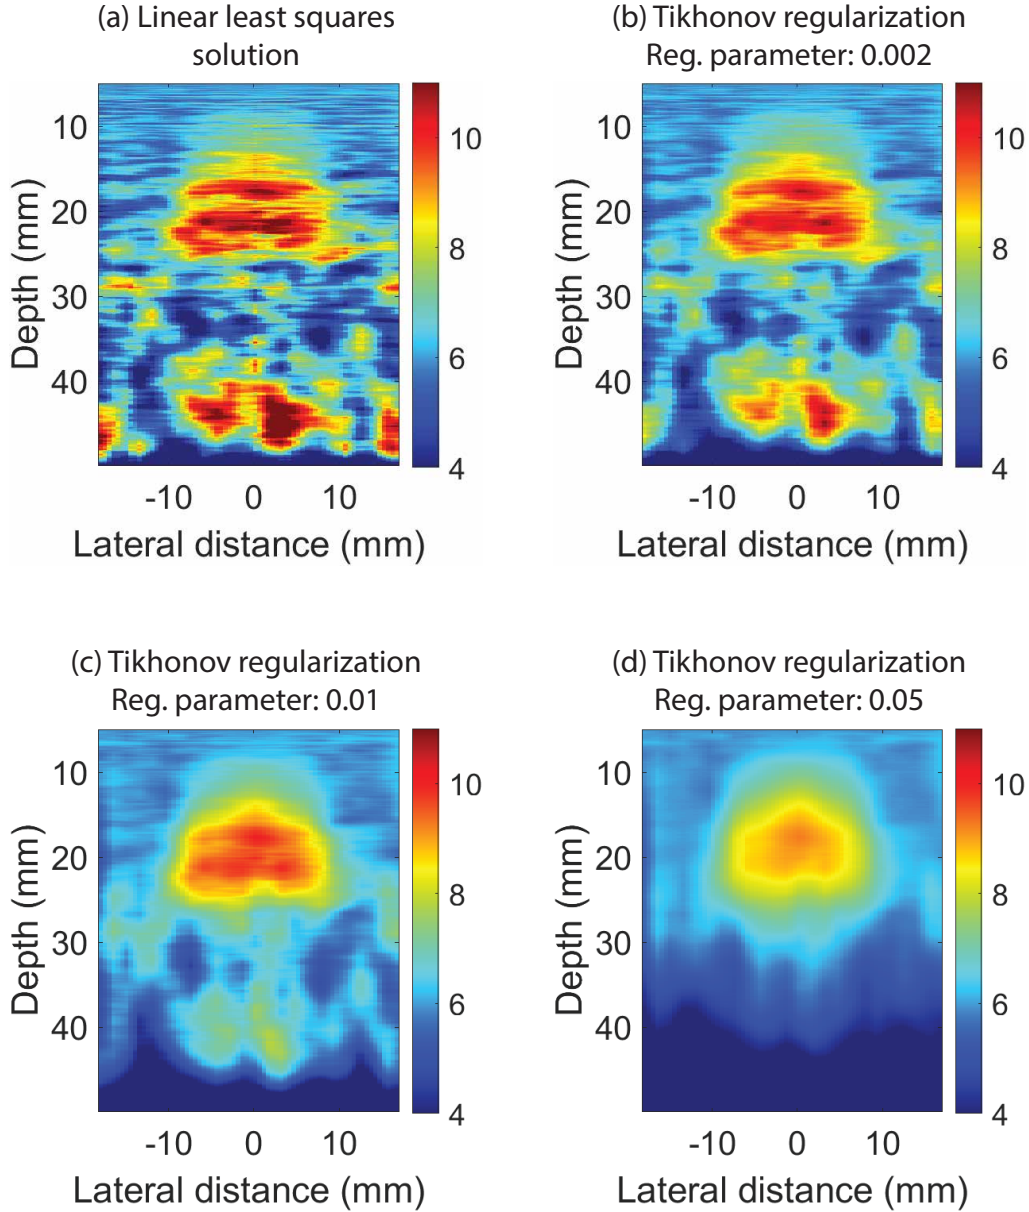 (a) Linear least squares
solution
(b) Tikhonov regularization
Reg. parameter: 0.002
10
20
30
40
Depth (mm)
-10 0 10
Lateral distance (mm)
10
8
6
4
10
20
30
40
Depth (mm)
-10 0 10
Lateral distance (mm)
10
8
6
4
(c) Tikhonov regularization
Reg. parameter: 0.01
(d) Tikhonov regularization
Reg. parameter: 0.05
10
20
30
40
Depth (mm)
-10 0 10
Lateral distance (mm)
10
8
6
4
10
20
30
40
Depth (mm)
-10 0 10
Lateral distance (mm)
10
8
6
4